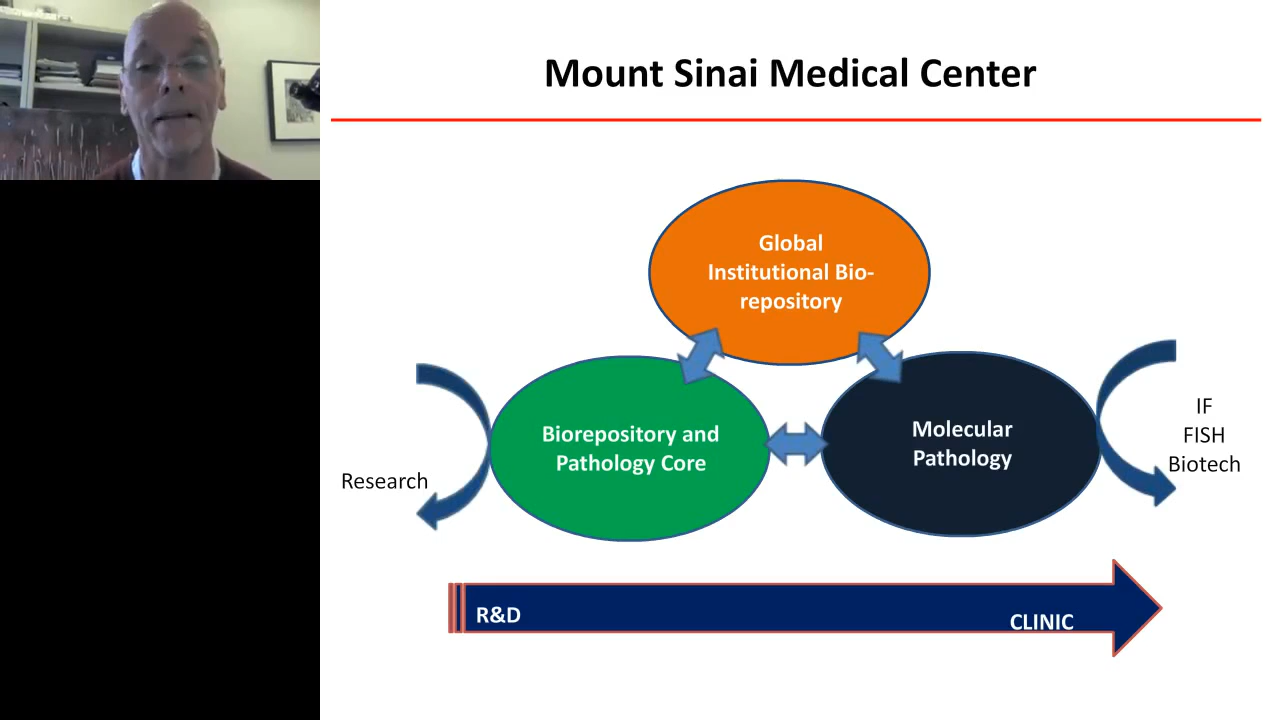 Mount Sinai Medical Center
Global
Institutional Bio-
repository
Biorepository and
Pathology Core
Molecular
Pathology
Research
IF
FISH
Biotech
R&D
CLINIC